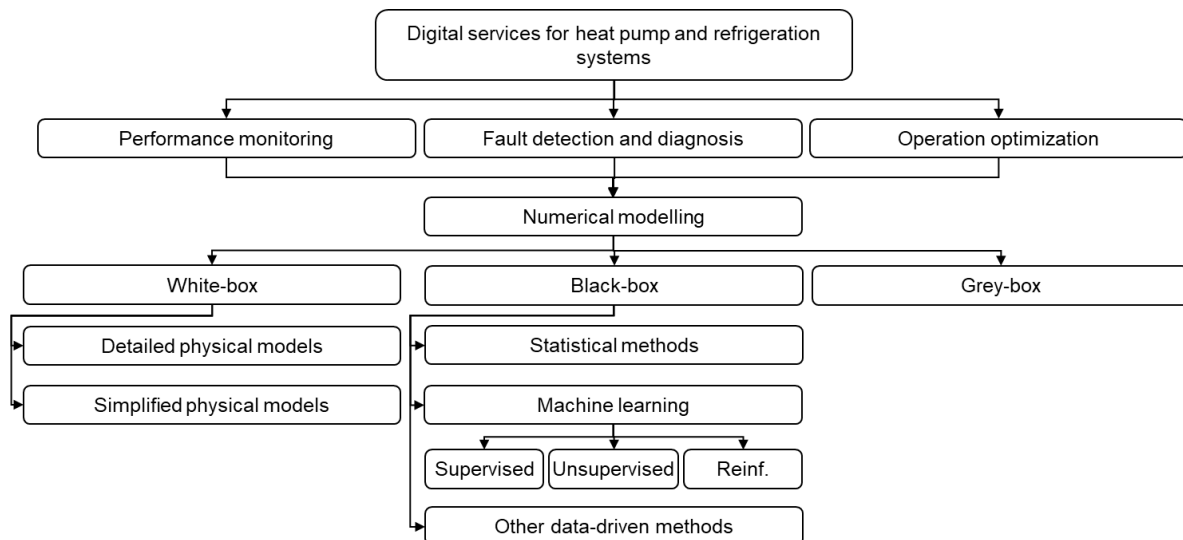 Digital services for heat pump and refrigeration
systems
Performance monitoring
Fault detection and diagnosis
Operation optimization
Numerical modelling
White-box
Black-box
Grey-box
Detailed physical models
Statistical methods
Simplified physical models
Machine learning
Supervised
Unsupervised
Reinf.
Other data-driven methods